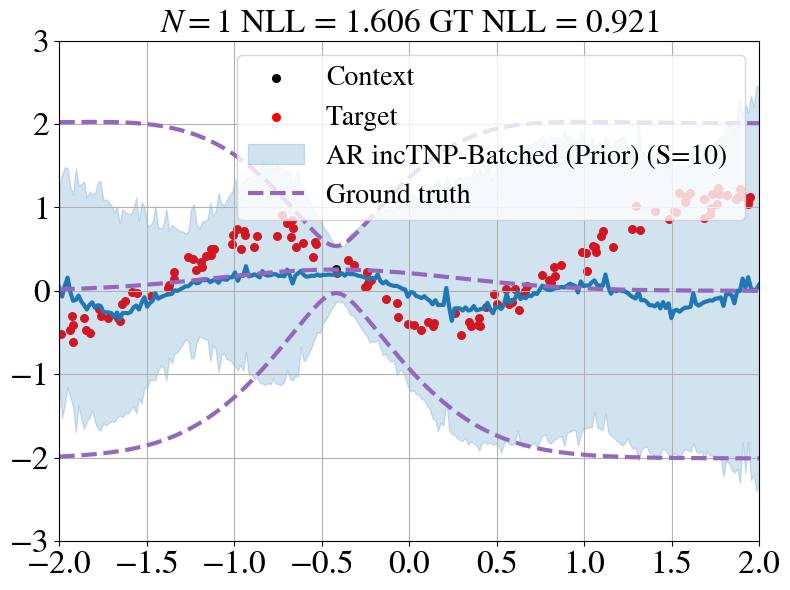 N = 1 NLL = 1.606 GT NLL = 0.921
3
2
1
0
−1
−2
−3
Context
Target
AR incTNP-Batched (Prior) (S=10)
Ground truth
−2.0 −1.5 −1.0 −0.5 0.0 0.5 1.0 1.5 2.0